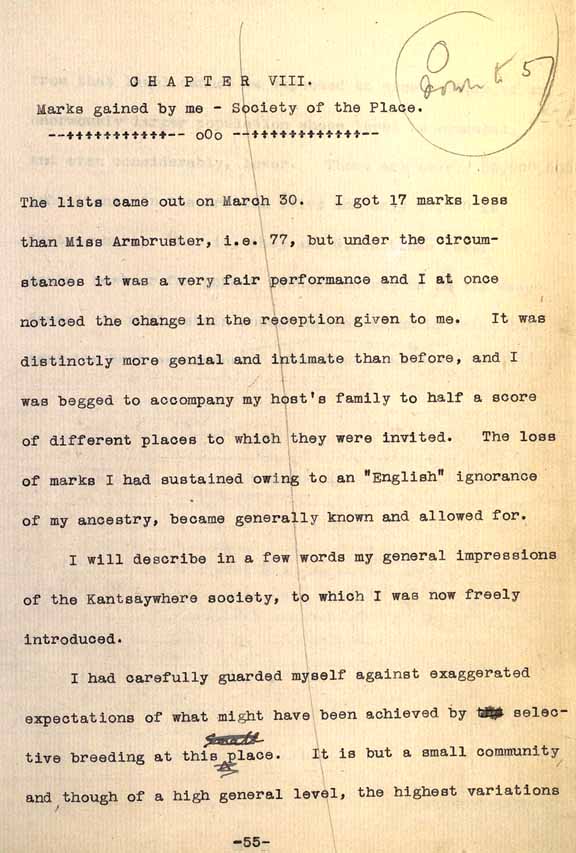 C H A P T E R VIII.
Marks gained by me - Society of the Place.
--+++++++++++-- oOo --++++++++++++--
The lists came out on March 30. I got 17 marks less
than Miss Armbruster, i.e. 77, but under the circum-
stances it was a very fair performance and I at once
noticed the change in the reception given to me. It was
distinctly more genial and intimate than before, and I
was begged to accompany my host's family to half a score
of different places to which they were invited. The loss
of marks I had sustained owing to an "English" ignorance
of my ancestry, became generally known and allowed for.
I will describe in a few words my general impressions
of the Kantsaywhere society, to which I was now freely
introduced.
I had carefully guarded myself against exaggerated
expectations of what might have been achieved by selec-
small
tive breeding at this place. It is but a small community
and, though of a high general level, the highest variations
-55-